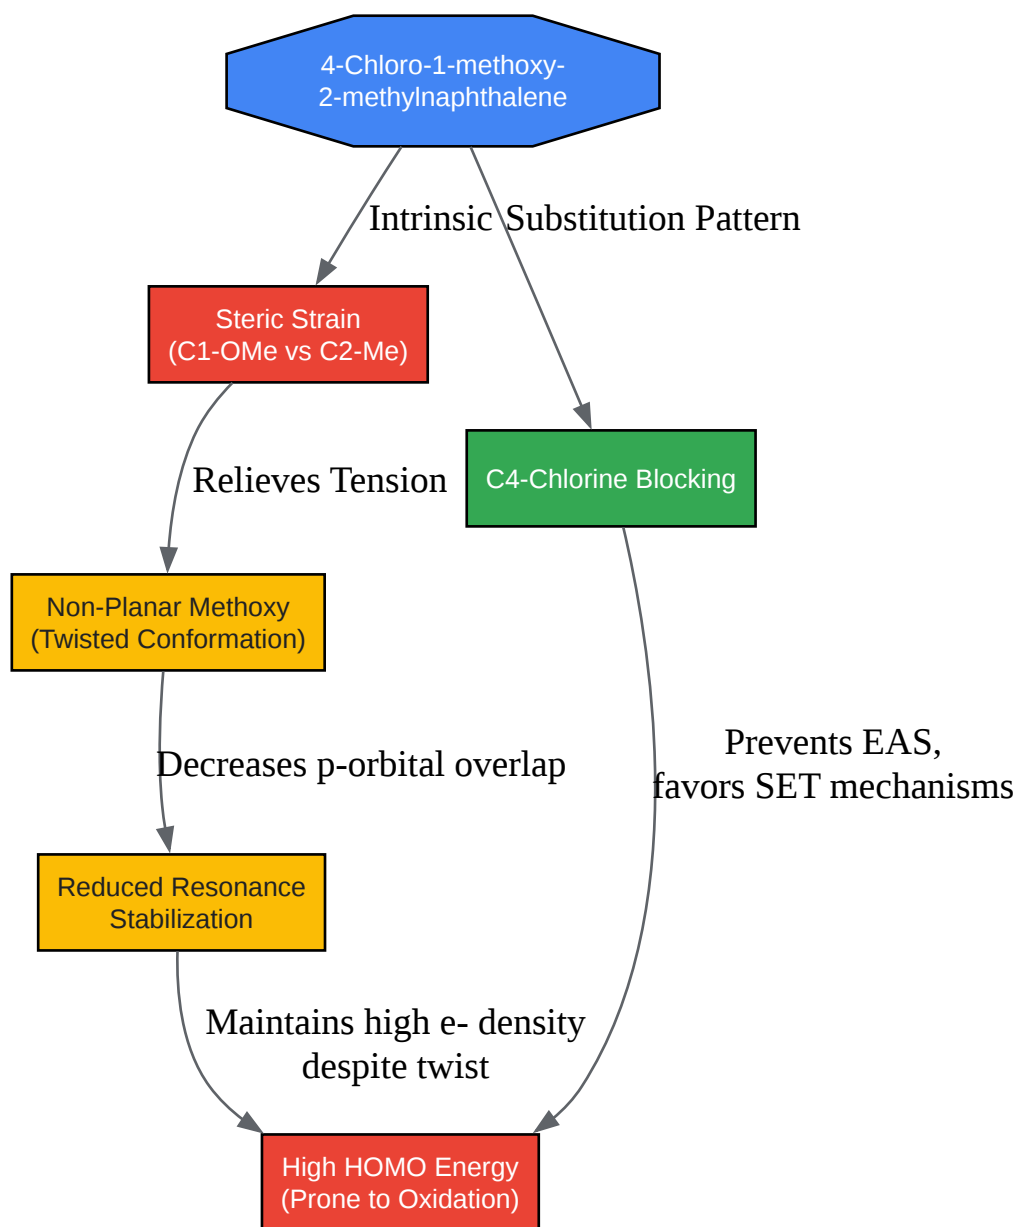 4-Chloro-1-methoxy-
2-methylnaphthalene
Intrinsic Substitution Pattern
Steric Strain
(C1-OMe vs C2-Me)
Relieves Tension
C4-Chlorine Blocking
Non-Planar Methoxy
(Twisted Conformation)
Decreases p-orbital overlap
Prevents EAS,
favors SET mechanisms
Reduced Resonance
Stabilization
Maintains high e- density
despite twist
High HOMO Energy
(Prone to Oxidation)